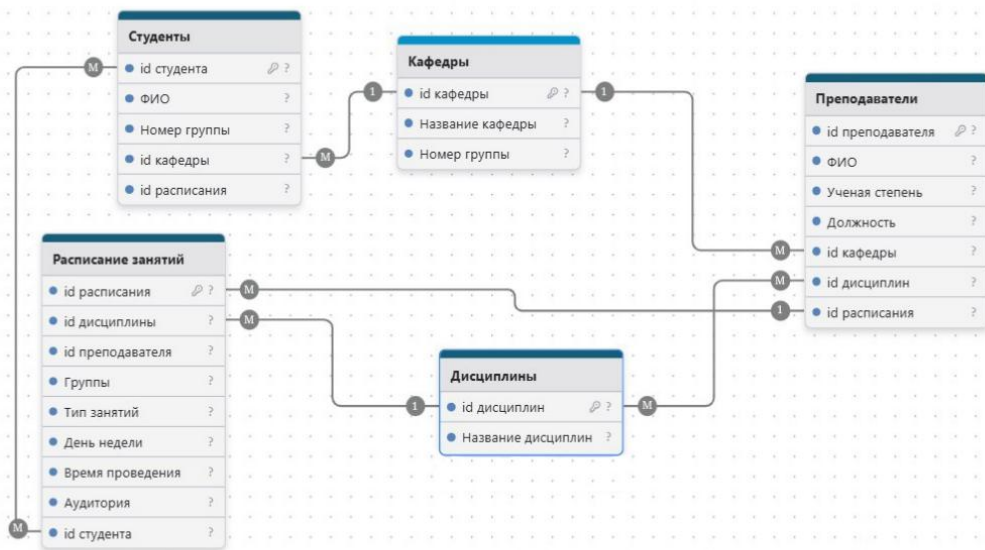 Студенты
id студента ?
ФИО ?
Номер группы ?
id кафедры ?
id расписания ?
Кафедры
id кафедры ?
Название кафедры ?
Номер группы ?
Преподаватели
id преподавателя ?
ФИО ?
Ученая степень ?
Должность ?
id кафедры ?
id дисциплин ?
id расписания ?
Расписание занятий
id расписания ?
id дисциплины ?
id преподавателя ?
Группы ?
Тип занятий ?
День недели ?
Время проведения ?
Аудитория ?
id студента ?
Дисциплины
id дисциплин ?
Название дисциплин ?
M
M
1
1
M
M
1
M
M
1
M
M